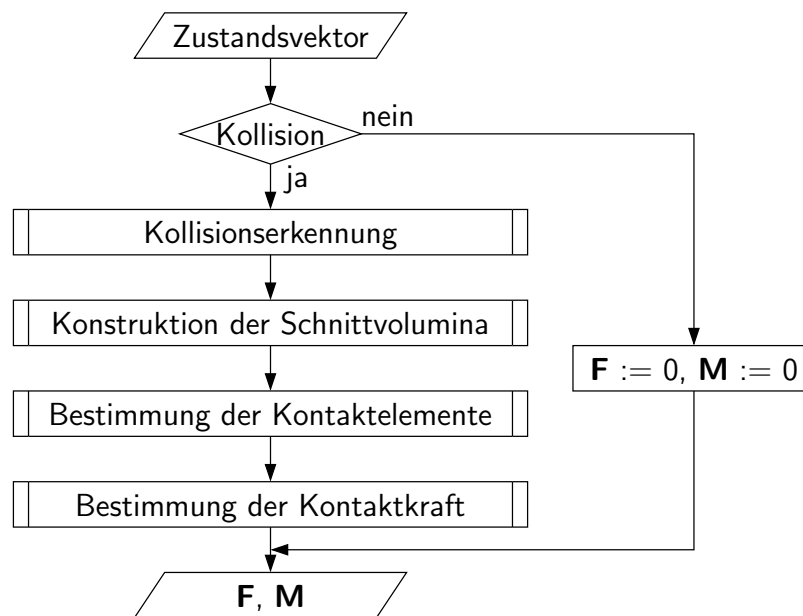 Zustandsvektor
Kollision
nein
ja
Kollisionserkennung
Konstruktion der Schnittvolumina
Bestimmung der Kontaktelemente
Bestimmung der Kontaktkraft
F := 0, M := 0
F, M